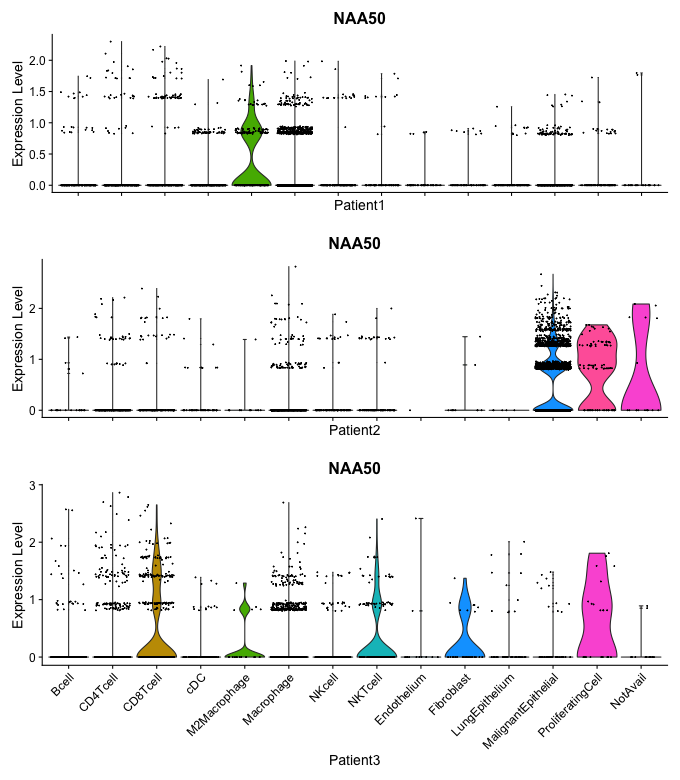 NAA50
Expression Level
2.0
1.5
1.0
0.5
0.0
Patient1
NAA50
Expression Level
2
1
0
Patient2
NAA50
Expression Level
3
2
1
0
Bcell
CD4Tcell
CD8Tcell
cDC
M2Macrophage
Macrophage
NKcell
NKTcell
Endothelium
Fibroblast
LungEpithelium
MalignantEpithelial
ProliferatingCell
NotAvail
Patient3